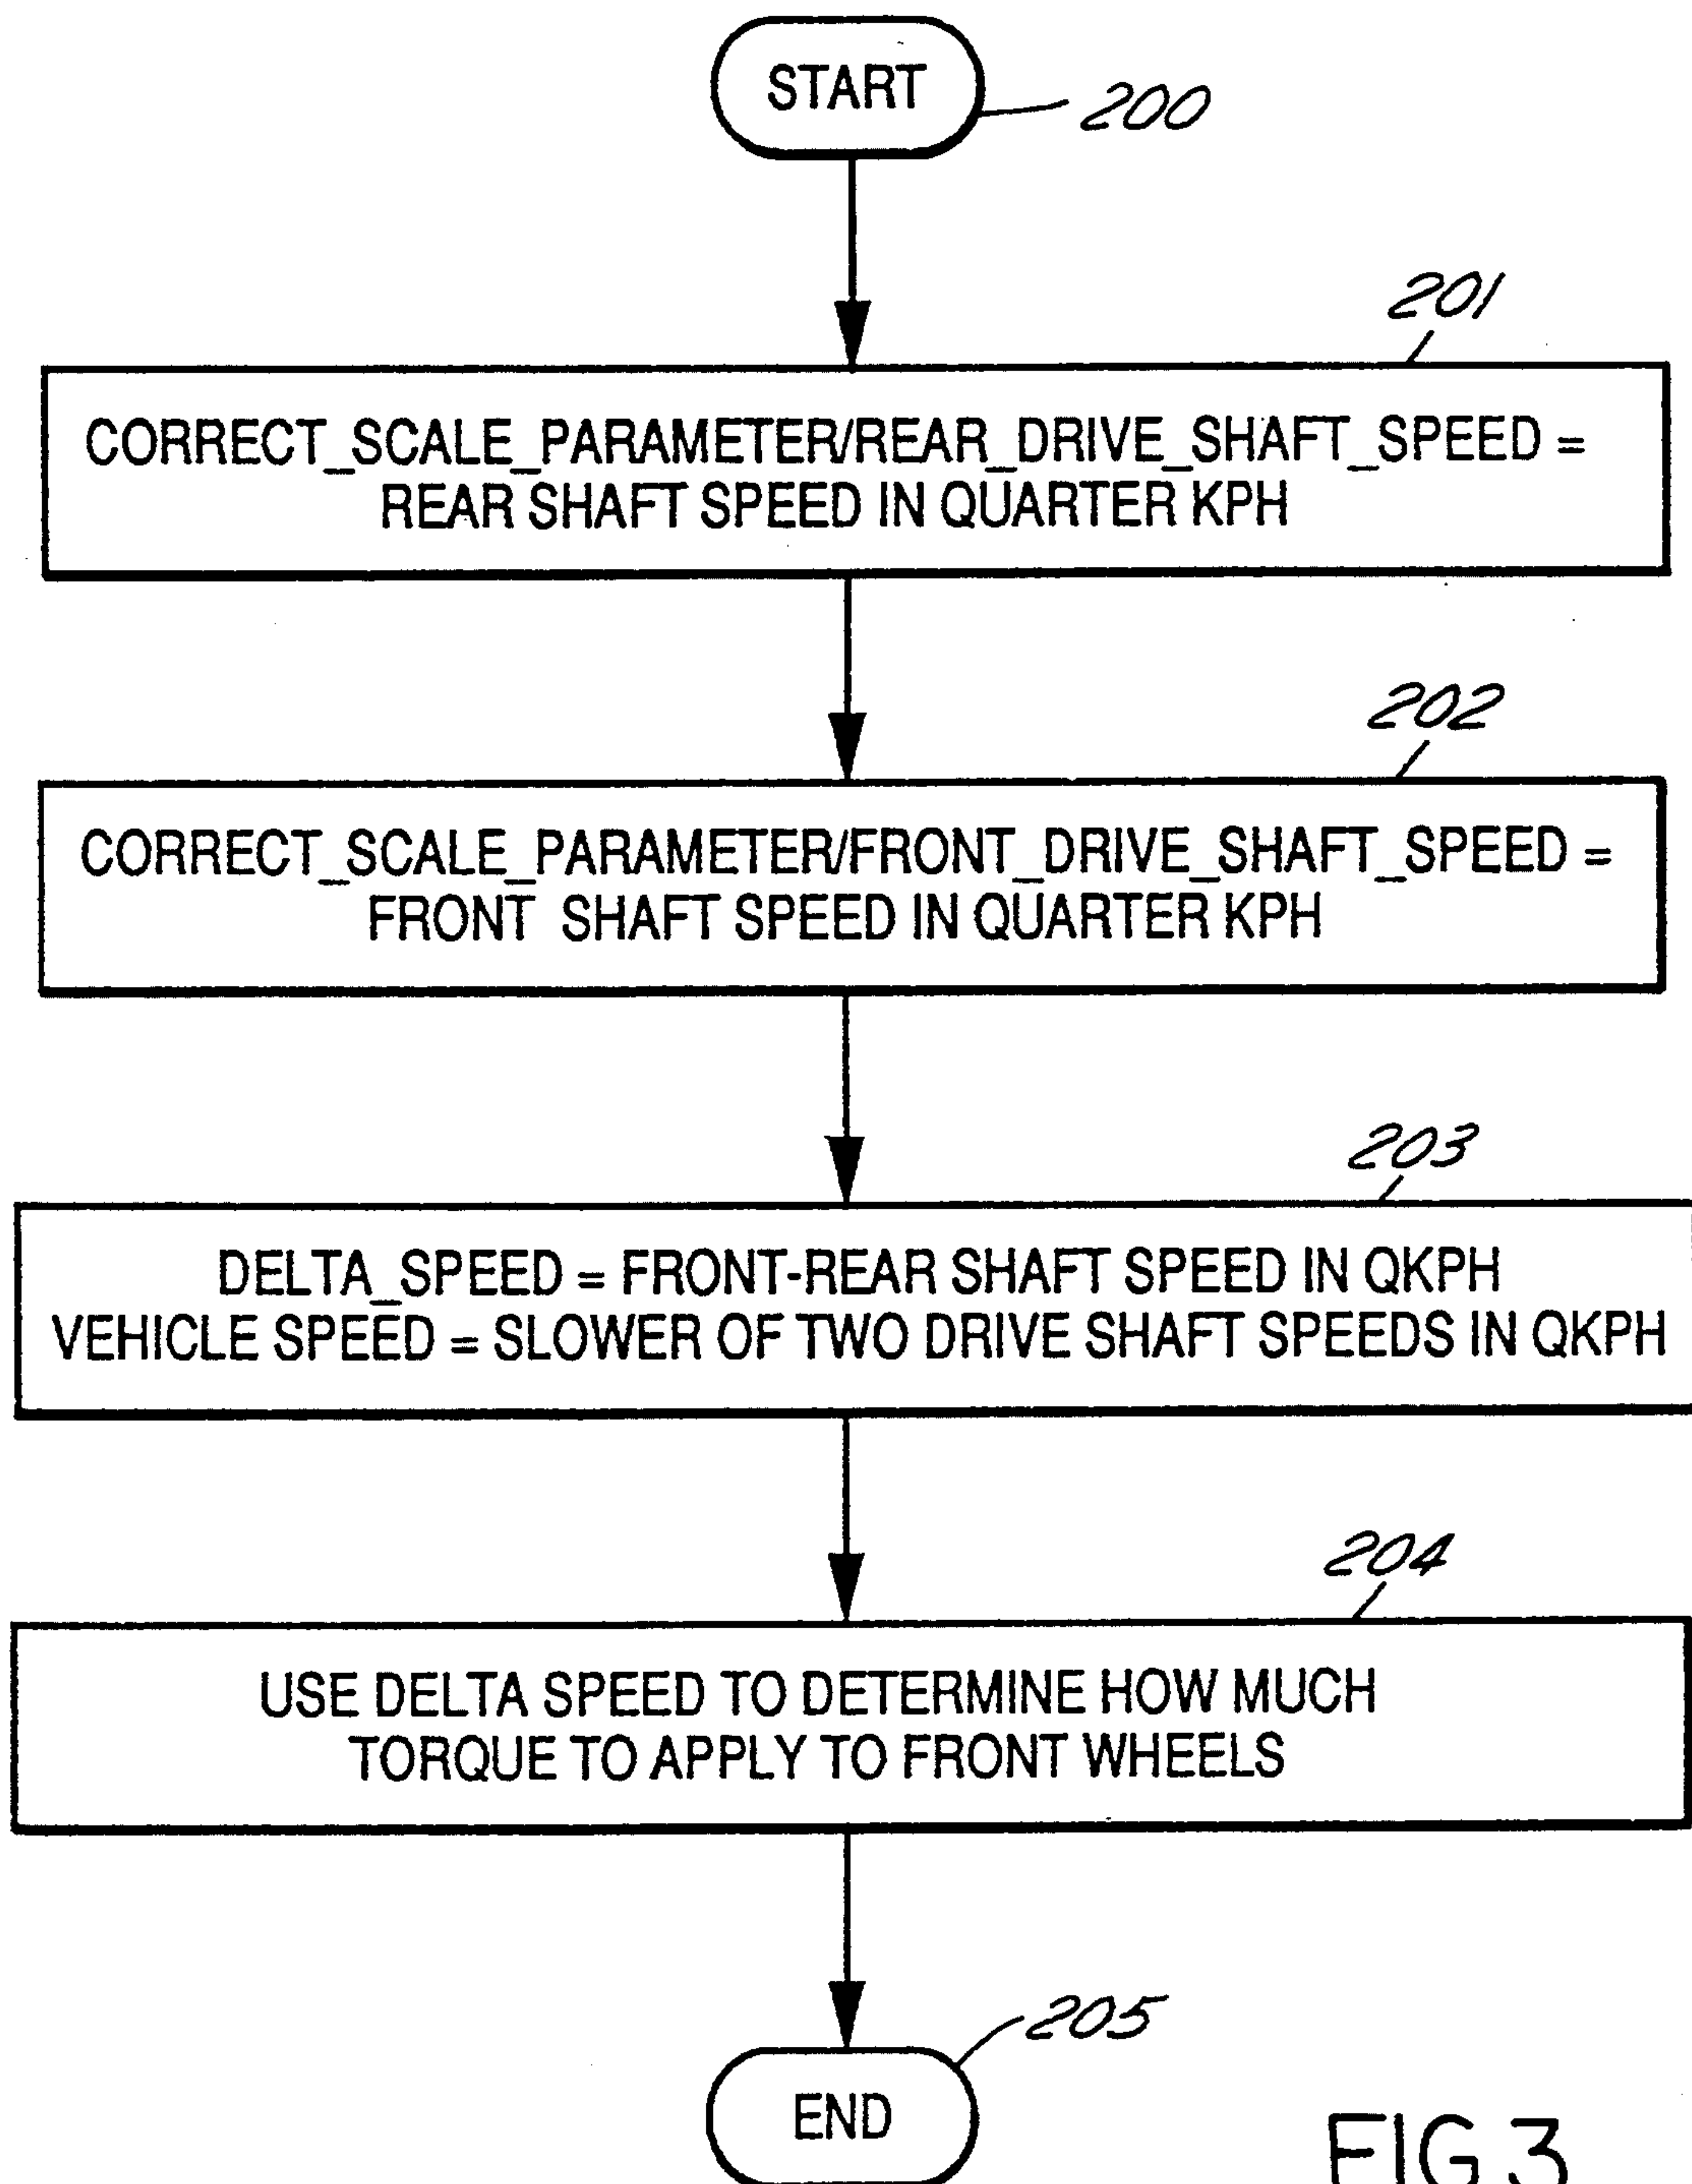 START
200
201
CORRECT_SCALE_PARAMETER/REAR_DRIVE_SHAFT_SPEED =
REAR SHAFT SPEED IN QUARTER KPH
202
CORRECT_SCALE_PARAMETER/FRONT_DRIVE_SHAFT_SPEED =
FRONT SHAFT SPEED IN QUARTER KPH
203
DELTA_SPEED = FRONT-REAR SHAFT SPEED IN QKPH
VEHICLE SPEED = SLOWER OF TWO DRIVE SHAFT SPEEDS IN QKPH
204
USE DELTA SPEED TO DETERMINE HOW MUCH
TORQUE TO APPLY TO FRONT WHEELS
205
END
FIG.3